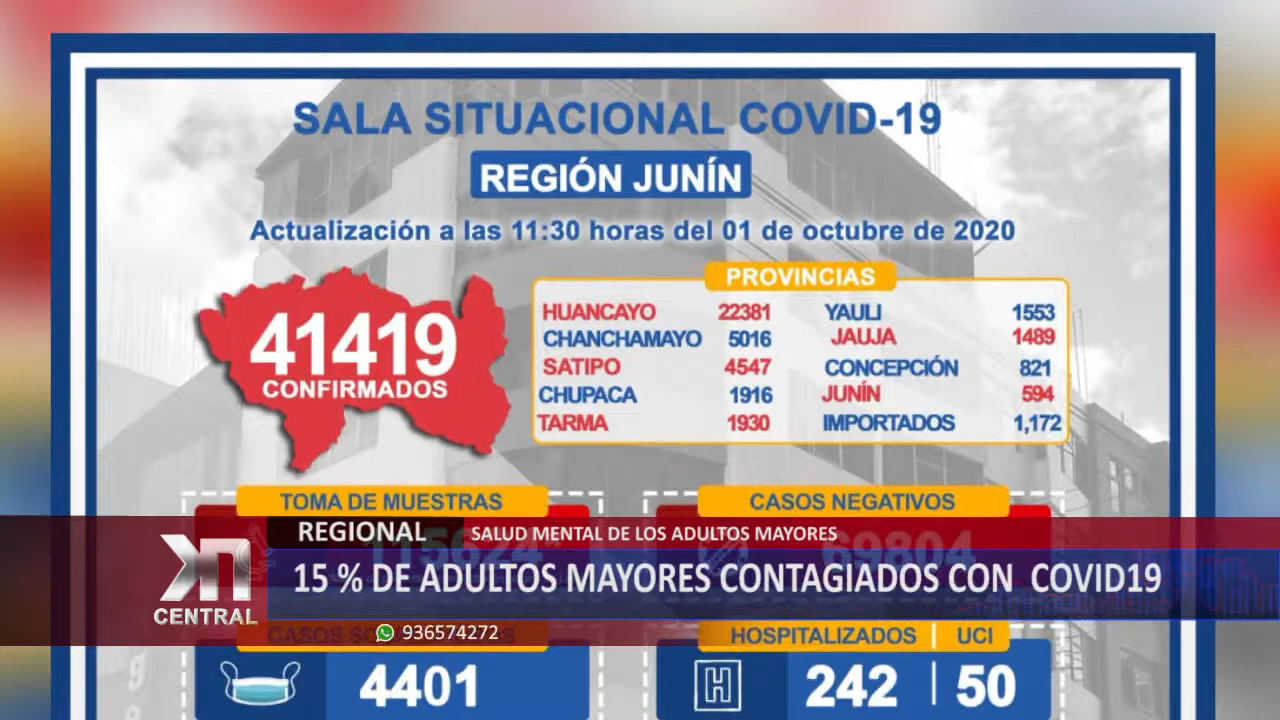 SALA SITUACIONAL COVID-19
REGIÓN JUNÍN
Actualización a las 11:30 horas del 01 de octubre de 2020
41419
CONFIRMADOS
PROVINCIAS
HUANCAYO 22381 YAULI 1553
CHANCHAMAYO 5016 JAUJA 1489
SATIPO 4547 CONCEPCIÓN 821
CHUPACA 1916 JUNÍN 594
TARMA 1930 IMPORTADOS 1,172
TOMA DE MUESTRAS CASOS NEGATIVOS
115624 69804
REGIONAL SALUD MENTAL DE LOS ADULTOS MAYORES
15 % DE ADULTOS MAYORES CONTAGIADOS CON COVID19
CENTRAL
936574272
CASOS
HOSPITALIZADOS | UCI
4401 H 242 | 50